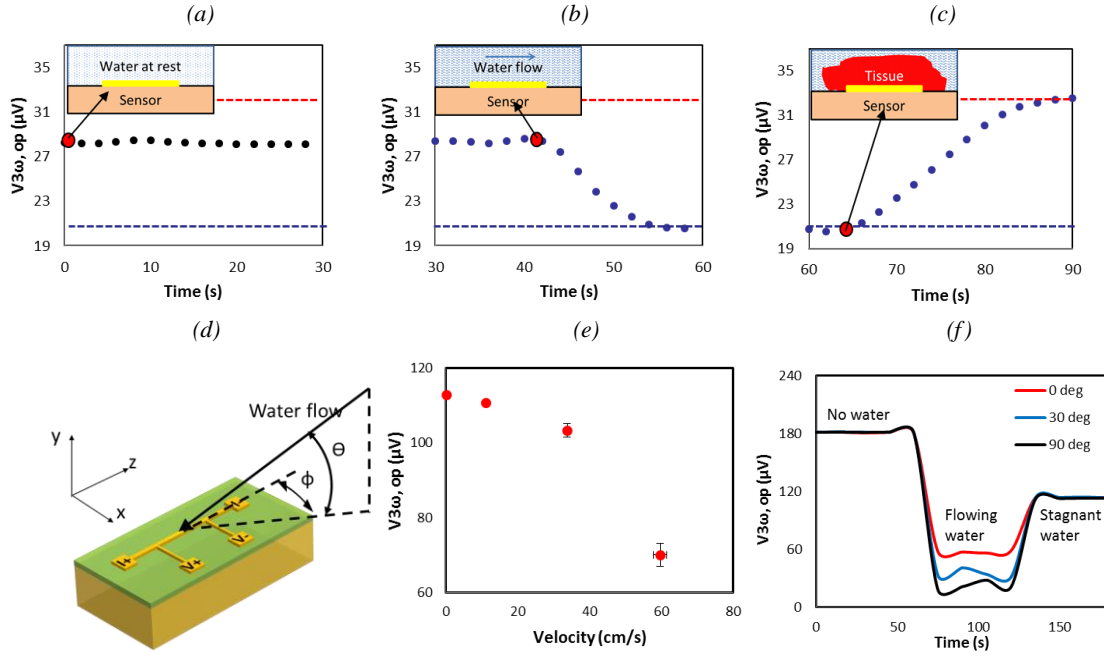 (a)
V3ω, op (µV)
35
31
27
23
19
Water at rest
Sensor
0
10
20
30
Time (s)
(b)
V3ω, op (µV)
35
31
27
23
19
Water flow
Sensor
30
40
50
60
Time (s)
(c)
V3ω, op (µV)
35
31
27
23
19
Tissue
Sensor
60
70
80
90
Time (s)
(d)
Water flow
y
z
x
Θ
ϕ
I-
V-
I+
V+
(e)
V3ω, op (µV)
120
100
80
60
0
20
40
60
80
Velocity (cm/s)
(f)
V3ω, op (µV)
240
180
120
60
0
0 deg
30 deg
90 deg
No water
Flowing
water
Stagnant
water
0
50
100
150
Time (s)